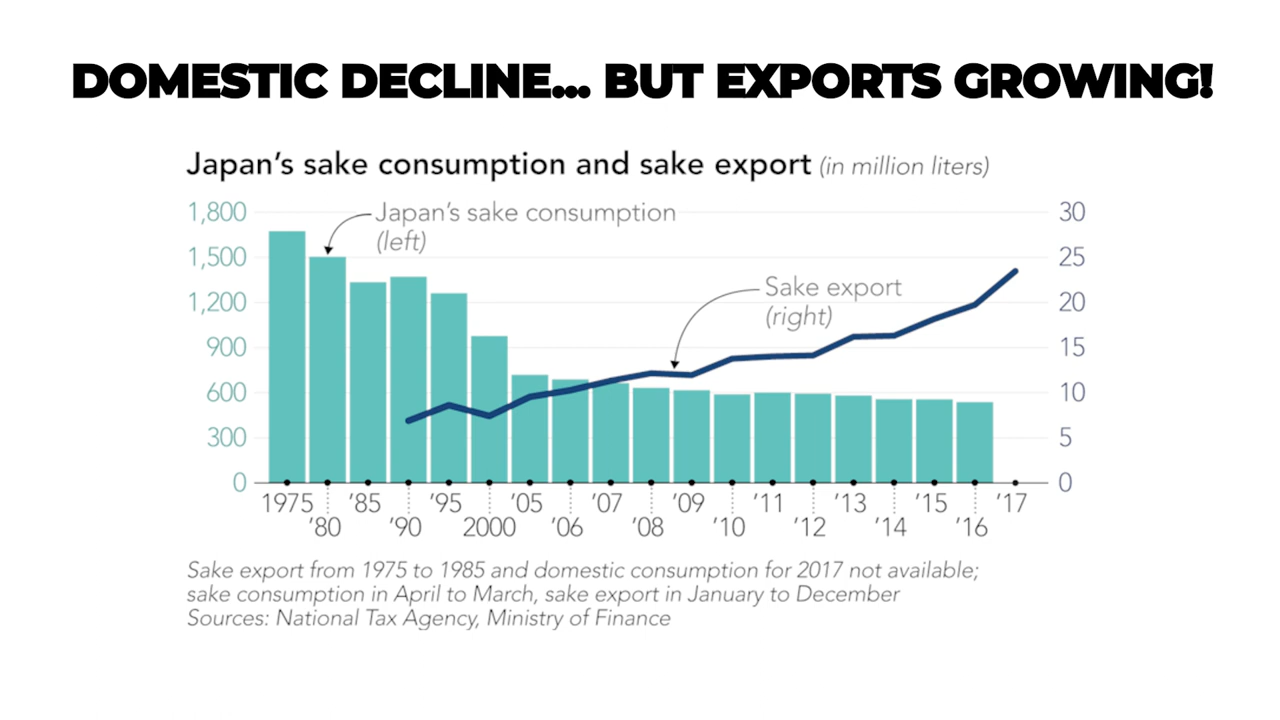 DOMESTIC DECLINE... BUT EXPORTS GROWING!
Japan’s sake consumption and sake export (in million liters)
1,800
1,500
1,200
900
600
300
0
Japan’s sake consumption
(left)
Sake export
(right)
30
25
20
15
10
5
0
1975 ’80 ’85 ’90 ’95 2000 ’05 ’06 ’07 ’08 ’09 ’10 ’11 ’12 ’13 ’14 ’15 ’16 ’17
Sake export from 1975 to 1985 and domestic consumption for 2017 not available;
sake consumption in April to March, sake export in January to December
Sources: National Tax Agency, Ministry of Finance